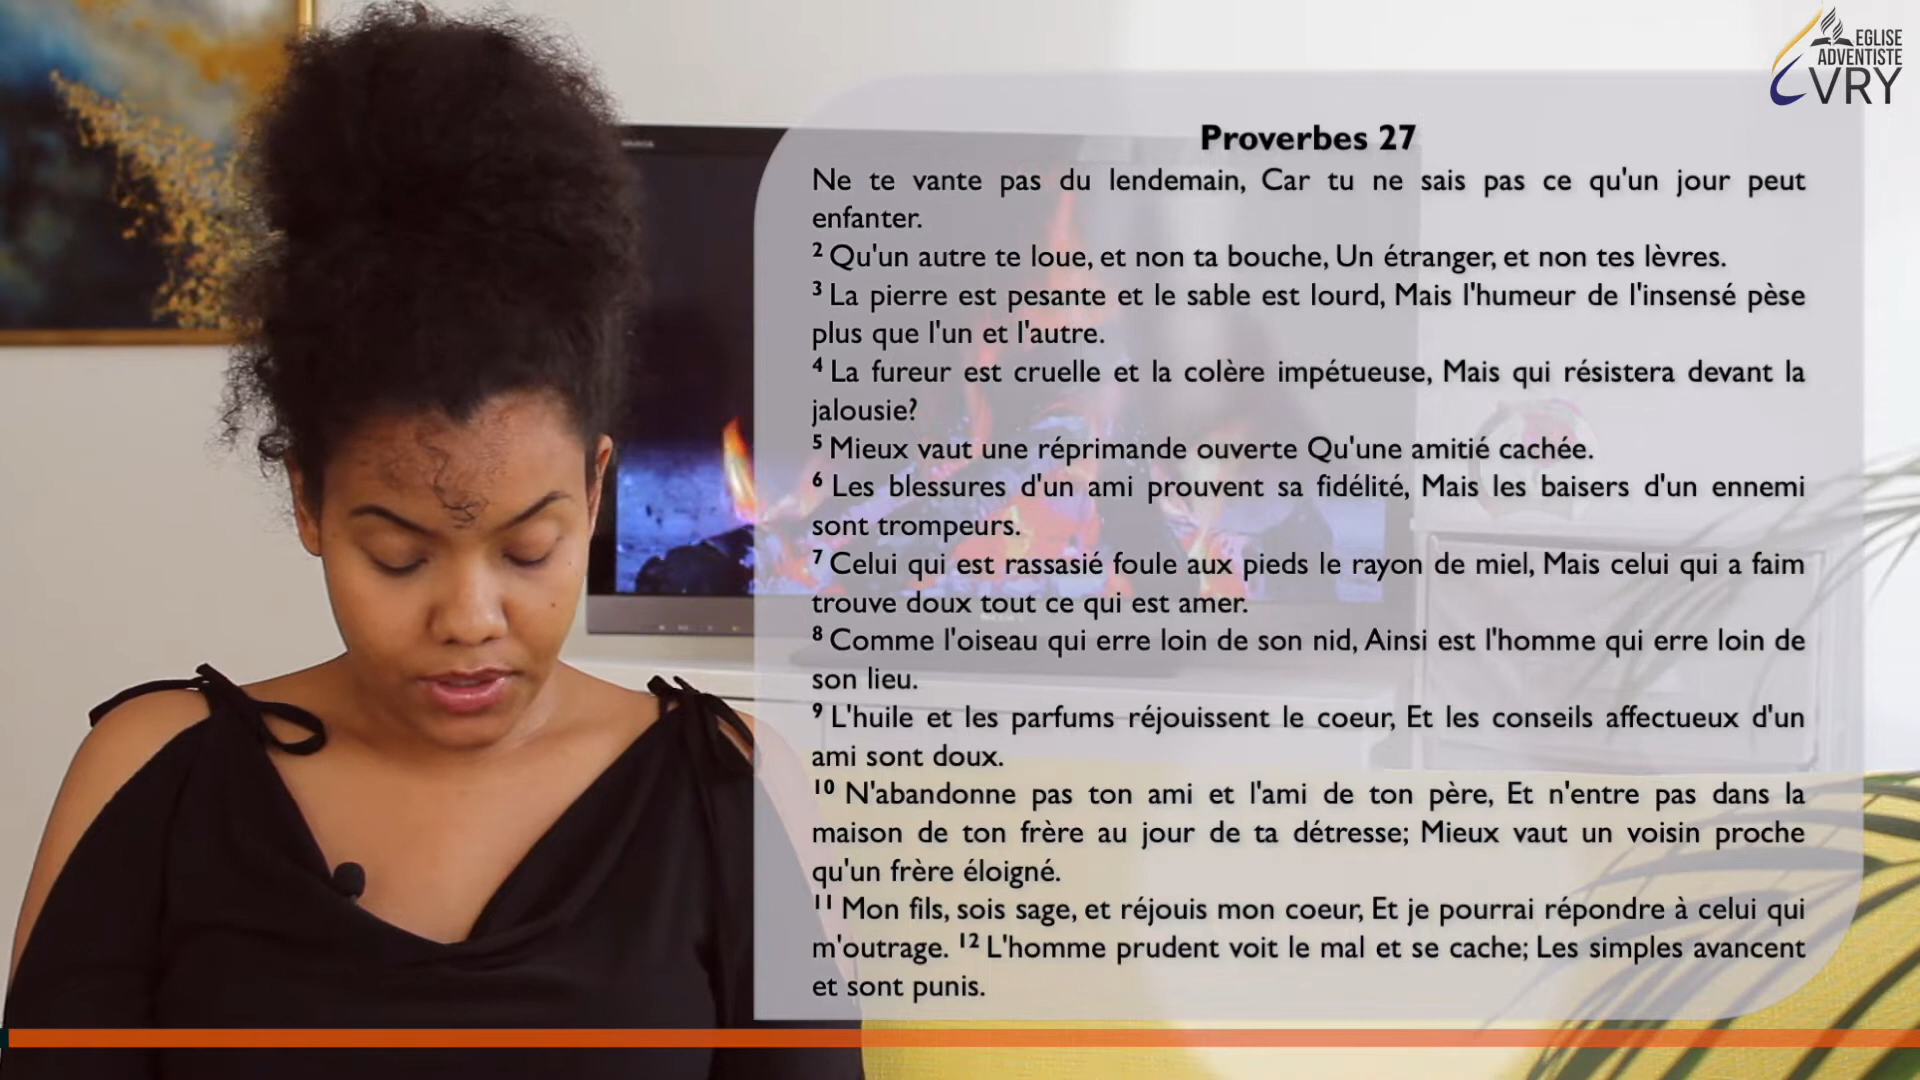 EGLISE
ADVENTISTE
VRY
Proverbes 27
Ne te vante pas du lendemain, Car tu ne sais pas ce qu'un jour peut
enfanter.
² Qu'un autre te loue, et non ta bouche, Un étranger, et non tes lèvres.
³ La pierre est pesante et le sable est lourd, Mais l'humeur de l'insensé pèse
plus que l'un et l'autre.
⁴ La fureur est cruelle et la colère impétueuse, Mais qui résistera devant la
jalousie?
⁵ Mieux vaut une réprimande ouverte Qu'une amitié cachée.
⁶ Les blessures d'un ami prouvent sa fidélité, Mais les baisers d'un ennemi
sont trompeurs.
⁷ Celui qui est rassasié foule aux pieds le rayon de miel, Mais celui qui a faim
trouve doux tout ce qui est amer.
⁸ Comme l'oiseau qui erre loin de son nid, Ainsi est l'homme qui erre loin de
son lieu.
⁹ L'huile et les parfums réjouissent le coeur, Et les conseils affectueux d'un
ami sont doux.
¹⁰ N'abandonne pas ton ami et l'ami de ton père, Et n'entre pas dans la
maison de ton frère au jour de ta détresse; Mieux vaut un voisin proche
qu'un frère éloigné.
¹¹ Mon fils, sois sage, et réjouis mon coeur, Et je pourrai répondre à celui qui
m'outrage. ¹² L'homme prudent voit le mal et se cache; Les simples avancent
et sont punis.